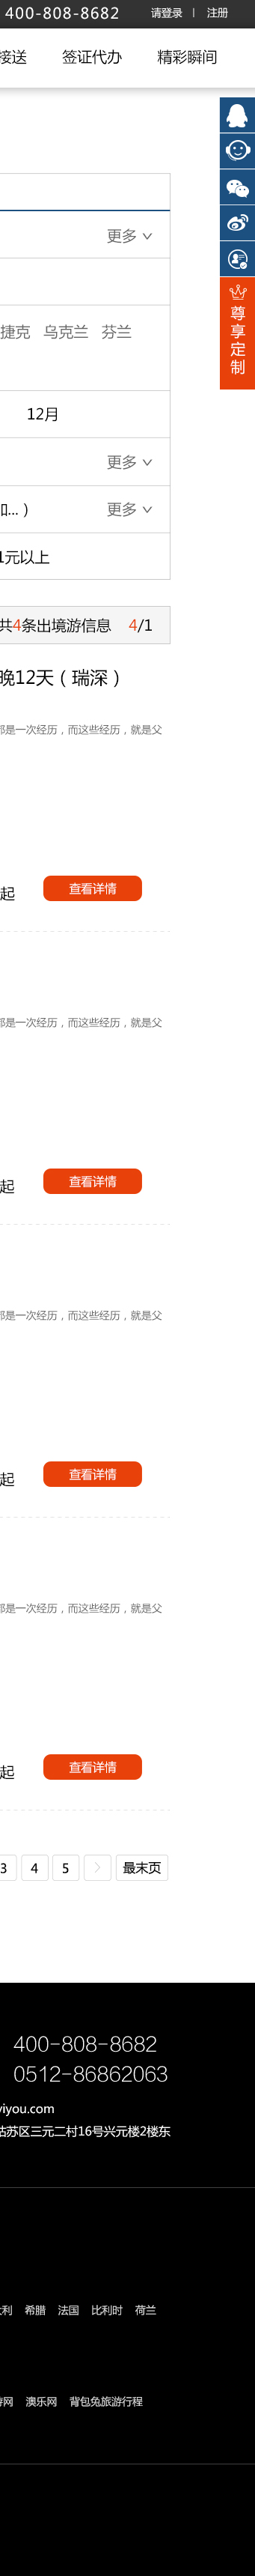 400-808-8682 请登录 | 注册
接送 签证代办 精彩瞬间
更多
捷克 乌克兰 芬兰
尊享定制
12月
更多
如... ) 更多
1元以上
共4条出境游信息 4/1
晚12天（瑞深）
都是一次经历，而这些经历，就是父
起 查看详情
都是一次经历，而这些经历，就是父
起 查看详情
都是一次经历，而这些经历，就是父
起 查看详情
都是一次经历，而这些经历，就是父
起 查看详情
3 4 5 > 最末页
400-808-8682
0512-86862063
yiyou.com
姑苏区三元二村16号兴元楼2楼东
大利 希腊 法国 比利时 荷兰
游网 澳乐网 背包兔旅游行程